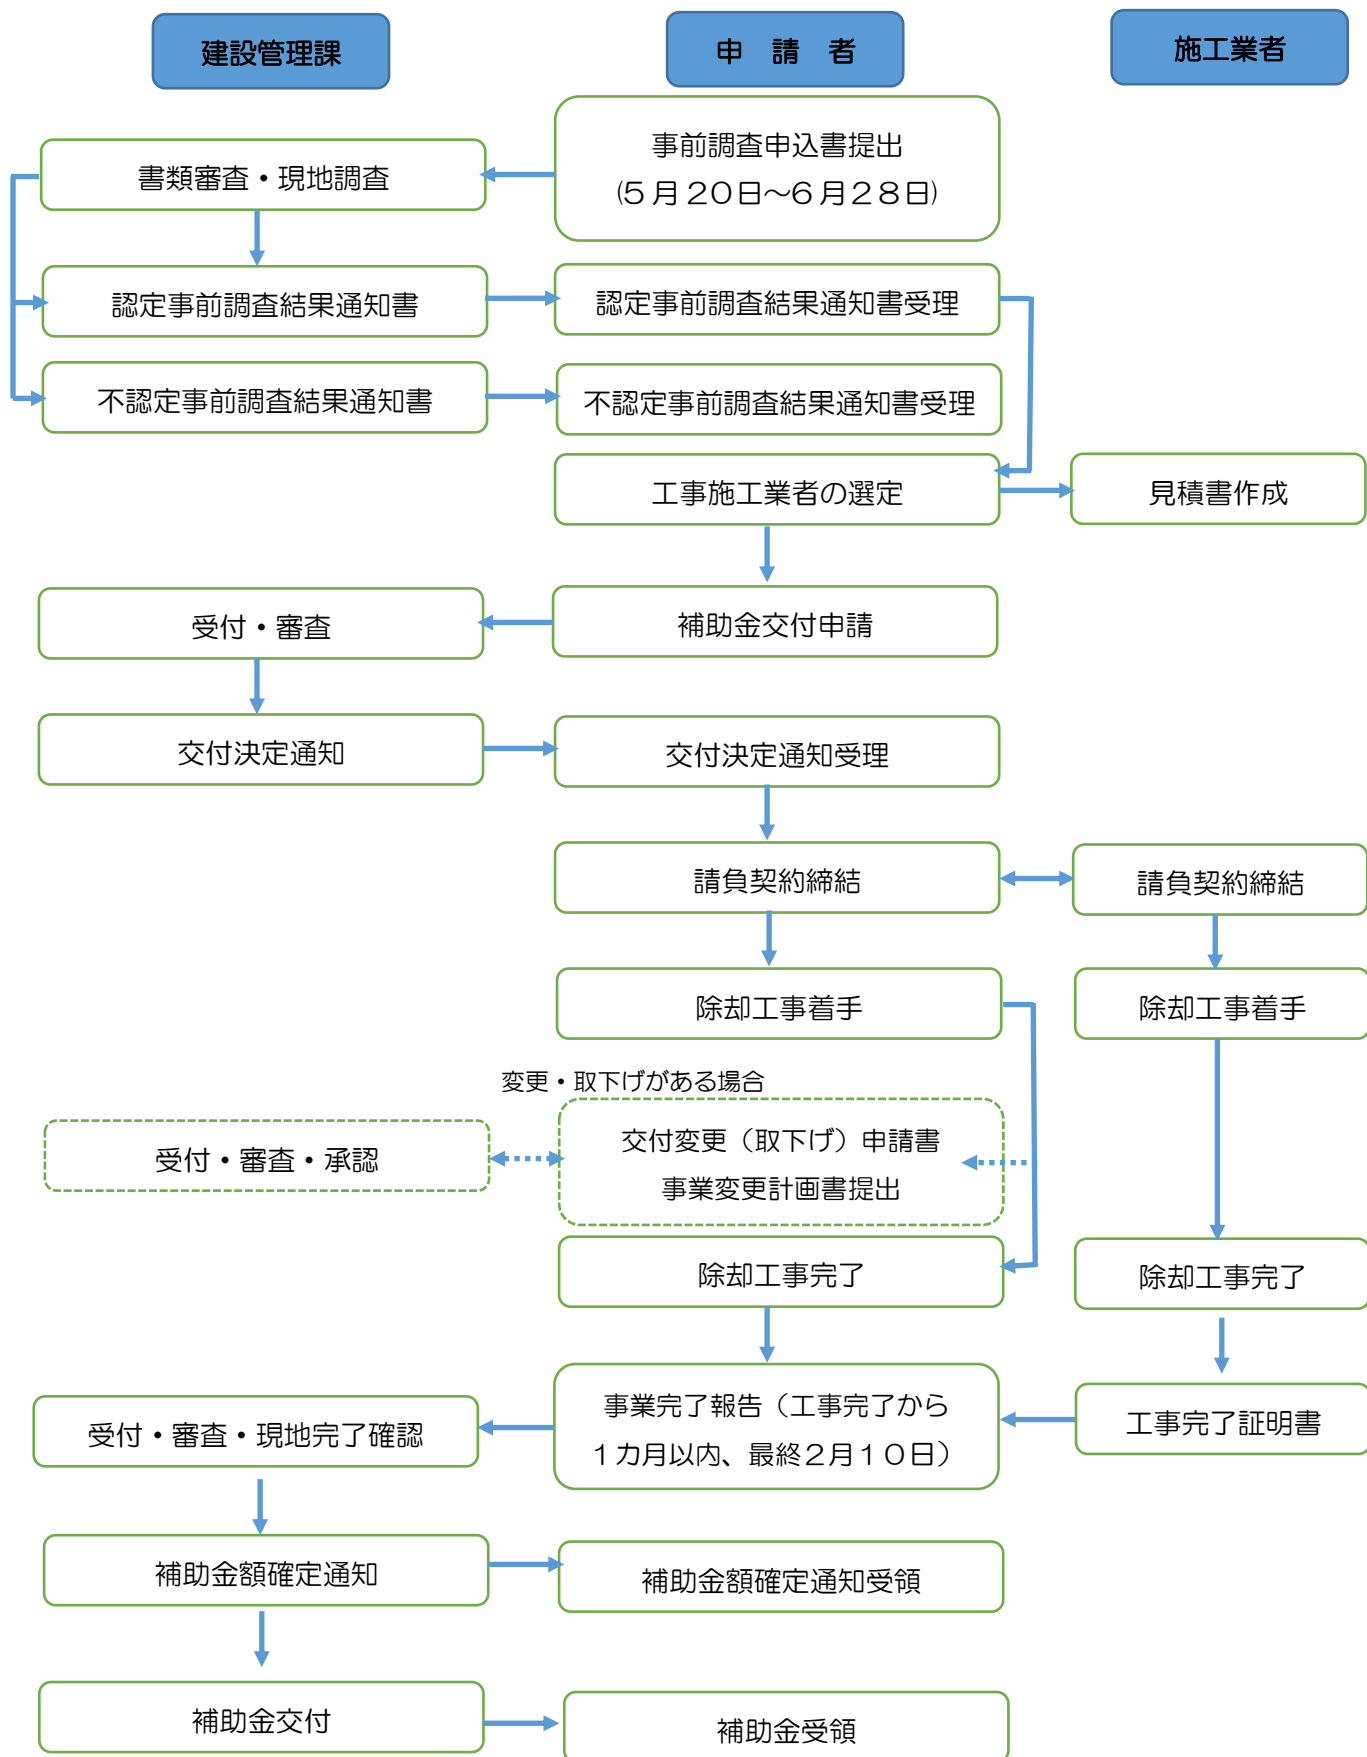 建設管理課
申　請　者
施工業者
事前調査申込書提出
(５月２０日～６月２８日)
書類審査・現地調査
認定事前調査結果通知書
認定事前調査結果通知書受理
不認定事前調査結果通知書
不認定事前調査結果通知書受理
工事施工業者の選定
見積書作成
補助金交付申請
受付・審査
交付決定通知
交付決定通知受理
請負契約締結
請負契約締結
除却工事着手
除却工事着手
変更・取下げがある場合
交付変更（取下げ）申請書
事業変更計画書提出
受付・審査・承認
除却工事完了
除却工事完了
事業完了報告（工事完了から
１カ月以内、最終２月１０日）
工事完了証明書
受付・審査・現地完了確認
補助金額確定通知
補助金額確定通知受領
補助金交付
補助金受領